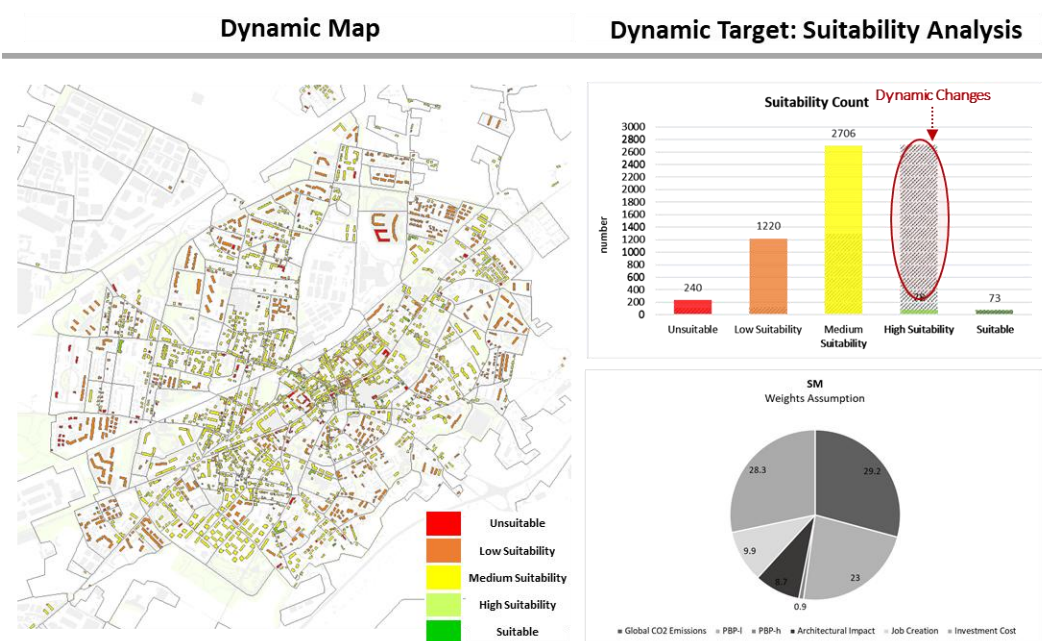 Dynamic Map
Dynamic Target: Suitability Analysis
Suitability Count
Dynamic Changes
3000
2800
2600
2400
2200
2000
1800
1600
1400
1200
1000
800
600
400
200
0
number
240
1220
2706
73
Unsuitable
Low Suitability
Medium
Suitability
High Suitability
Suitable
Unsuitable
Low Suitability
Medium Suitability
High Suitability
Suitable
SM
Weights Assumption
29.2
23
0.9
8.7
9.9
28.3
Global CO2 Emissions
PBP-l
PBP-h
Architectural Impact
Job Creation
Investment Cost